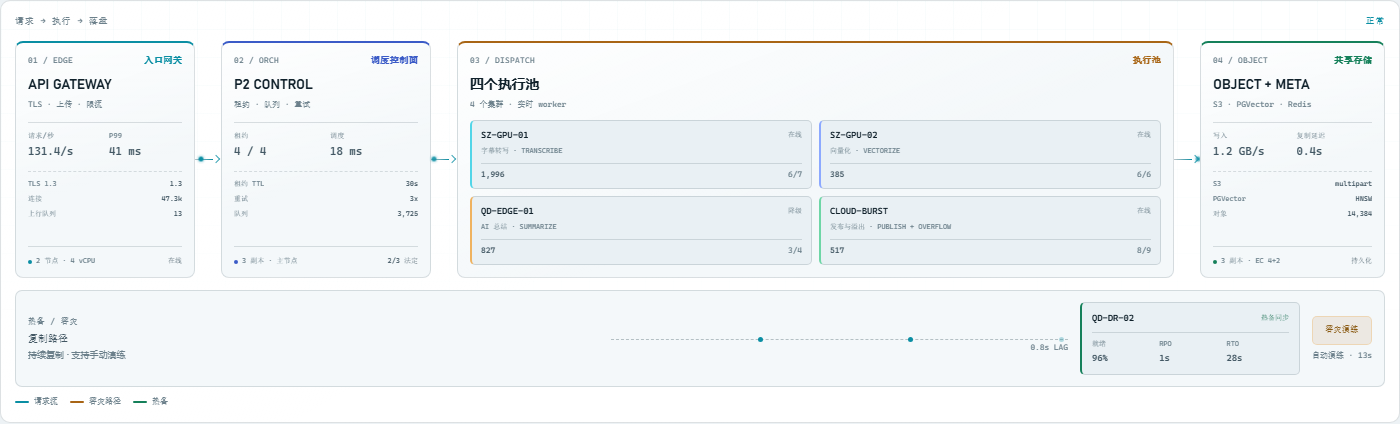 请求 → 执行 → 落盘
正常
01 / EDGE 入口网关
API GATEWAY
TLS · 上传 · 限流
请求/秒 P99
131.4/s 41 ms
TLS 1.3 1.3
连接 47.3k
上行队列 13
2 节点 · 4 vCPU 在线
02 / ORCH 调度控制面
P2 CONTROL
租约 · 队列 · 重试
租约 调度
4 / 4 18 ms
租约 TTL 30s
重试 3x
队列 3,725
3 副本 · 主节点 2/3 法定
03 / DISPATCH 执行池
四个执行池
4 个集群 · 实时 worker
SZ-GPU-01 在线
字幕转写 · TRANSCRIBE
1,996 6/7
SZ-GPU-02 在线
向量化 · VECTORIZE
385 6/6
QD-EDGE-01 降级
AI 总结 · SUMMARIZE
827 3/4
CLOUD-BURST 在线
发布与溢出 · PUBLISH + OVERFLOW
517 8/9
04 / OBJECT 共享存储
OBJECT + META
S3 · PGVector · Redis
写入 复制延迟
1.2 GB/s 0.4s
S3 multipart
PGVector HNSW
对象 14,384
3 副本 · EC 4+2 持久化
热备 / 容灾
复制路径
持续复制 · 支持手动演练
0.8s LAG
QD-DR-02 热备同步
就绪 RPO RTO
96% 1s 28s
容灾演练
自动演练 · 13s
请求流 容灾路径 热备